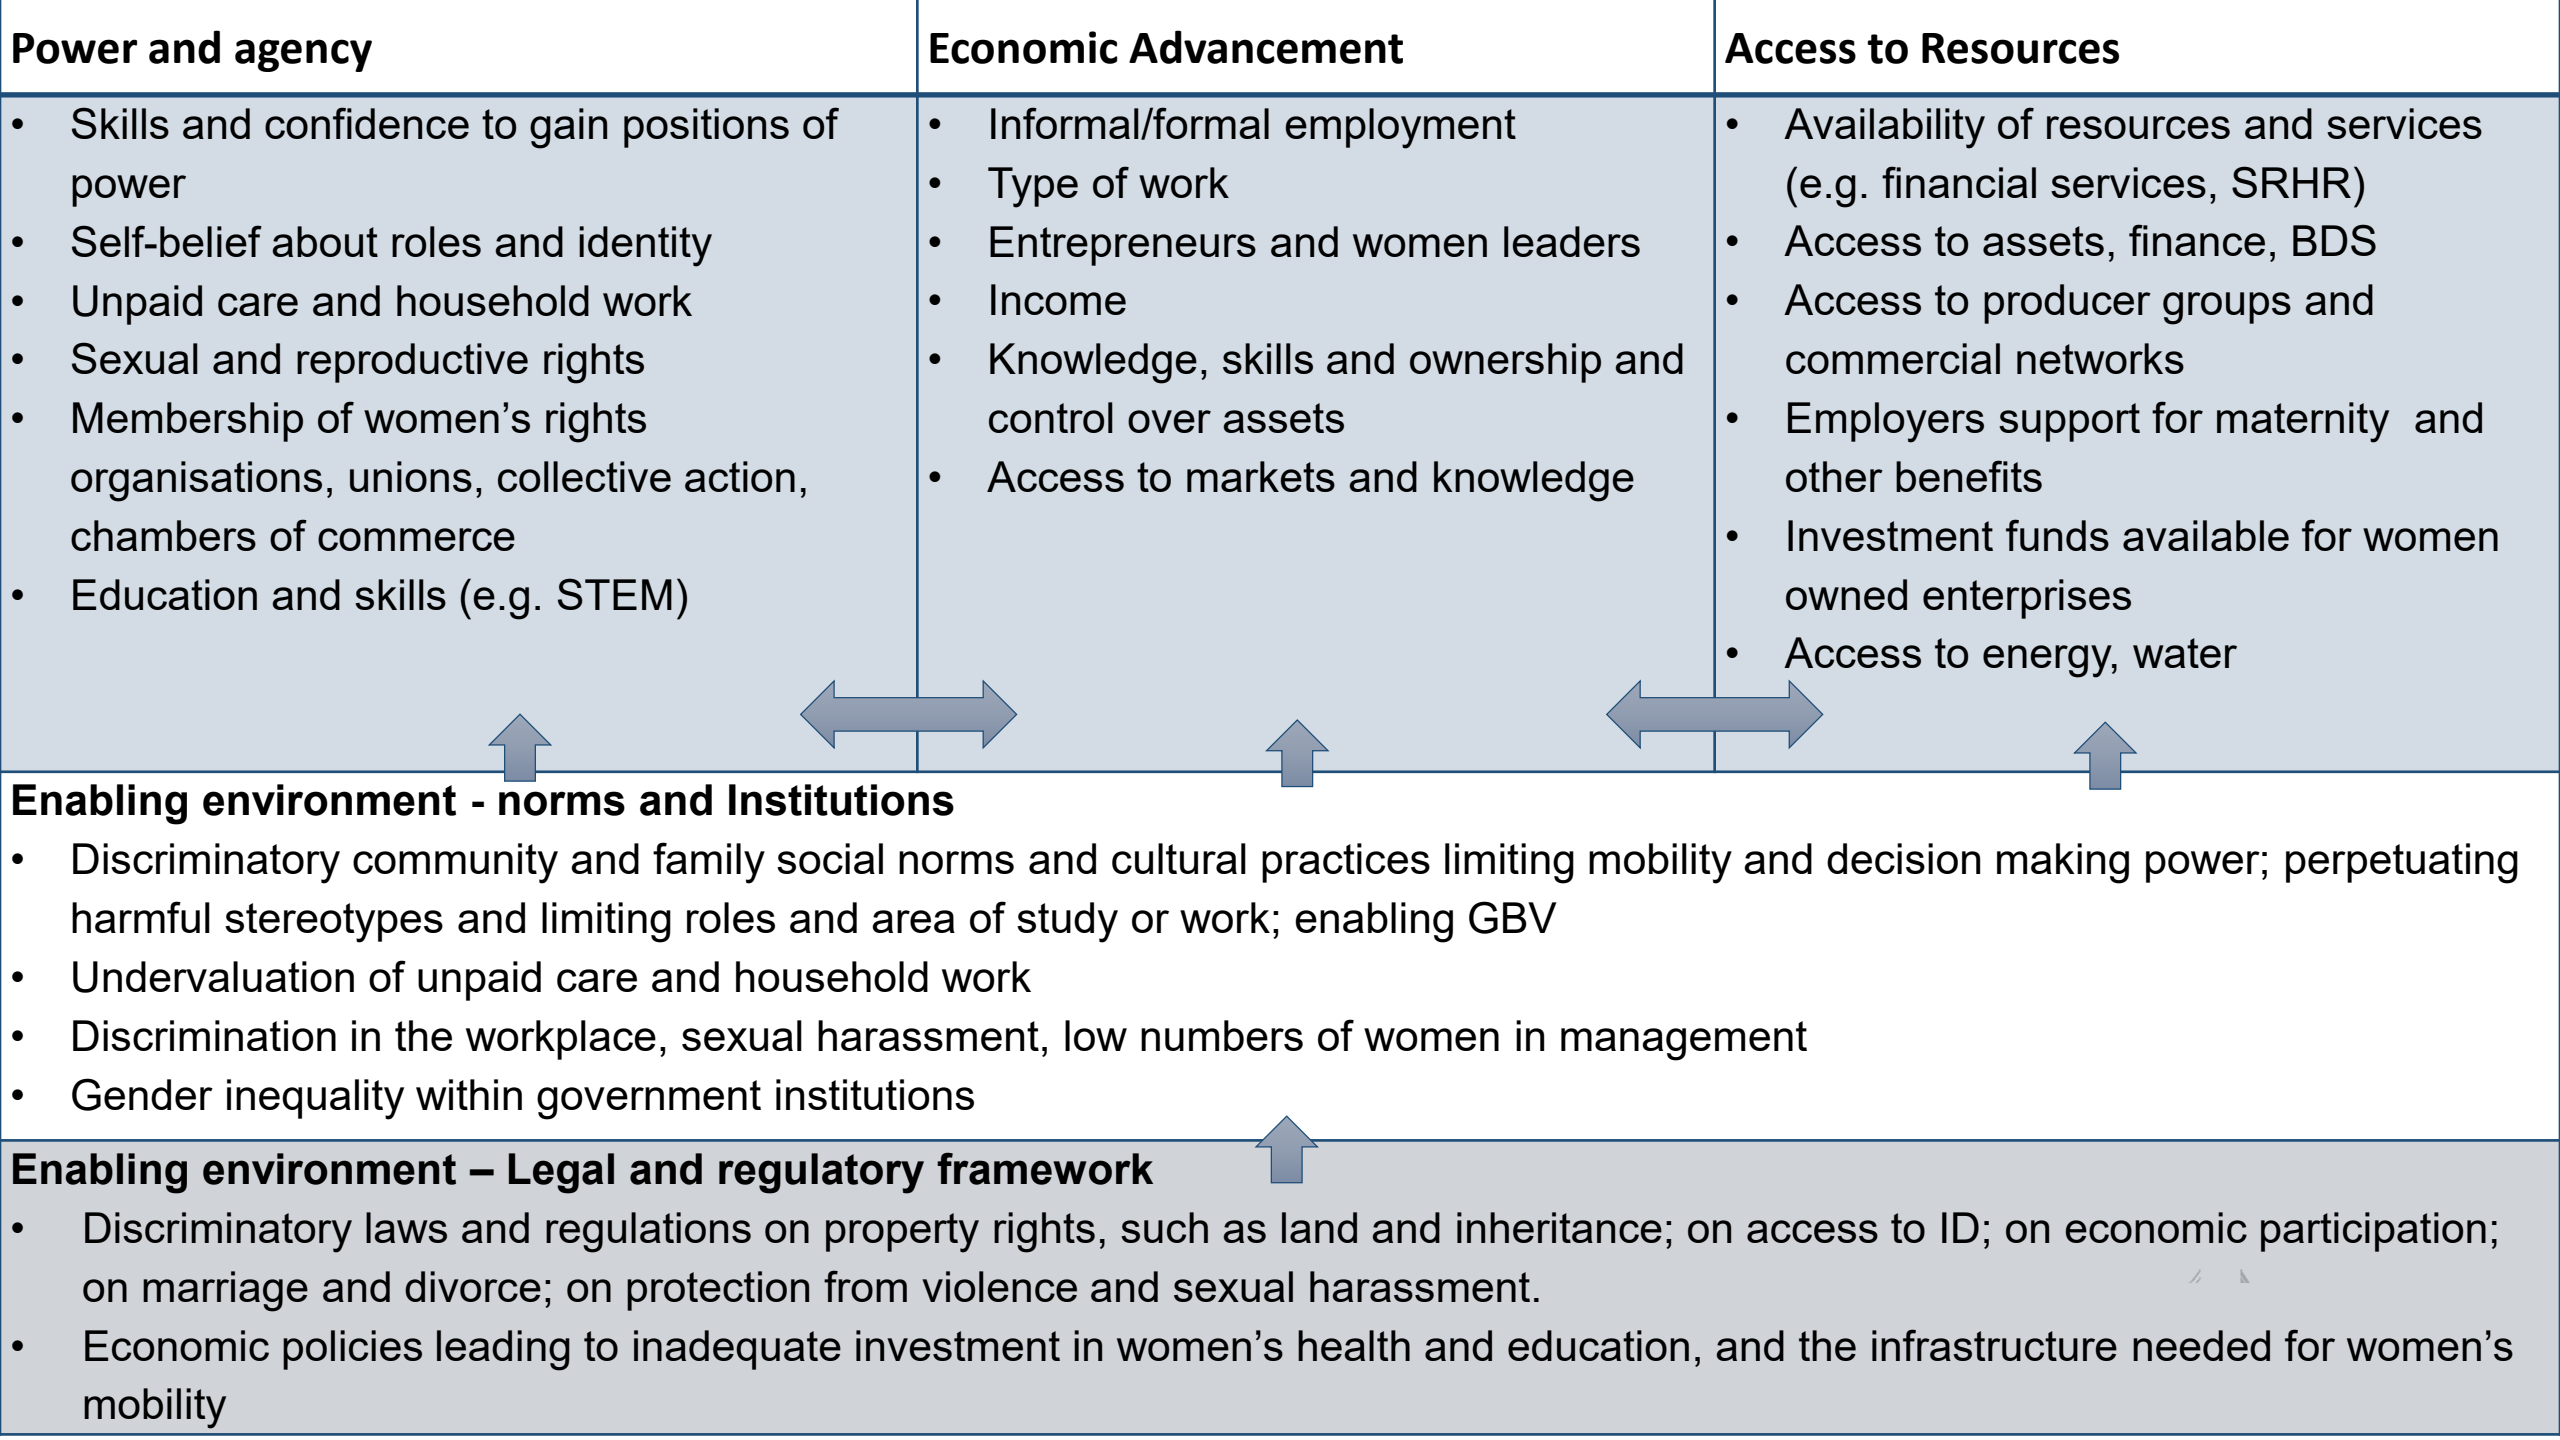 Power and agency
• Skills and confidence to gain positions of
power
• Self-belief about roles and identity
• Unpaid care and household work
• Sexual and reproductive rights
• Membership of women’s rights
organisations, unions, collective action,
chambers of commerce
• Education and skills (e.g. STEM)
Economic Advancement
• Informal/formal employment
• Type of work
• Entrepreneurs and women leaders
• Income
• Knowledge, skills and ownership and
control over assets
• Access to markets and knowledge
Access to Resources
• Availability of resources and services
(e.g. financial services, SRHR)
• Access to assets, finance, BDS
• Access to producer groups and
commercial networks
• Employers support for maternity  and
other benefits
• Investment funds available for women
owned enterprises
• Access to energy, water
Enabling environment - norms and Institutions
• Discriminatory community and family social norms and cultural practices limiting mobility and decision making power; perpetuating
harmful stereotypes and limiting roles and area of study or work; enabling GBV
• Undervaluation of unpaid care and household work
• Discrimination in the workplace, sexual harassment, low numbers of women in management
• Gender inequality within government institutions
Enabling environment – Legal and regulatory framework
• Discriminatory laws and regulations on property rights, such as land and inheritance; on access to ID; on economic participation;
on marriage and divorce; on protection from violence and sexual harassment.
• Economic policies leading to inadequate investment in women’s health and education, and the infrastructure needed for women’s
mobility